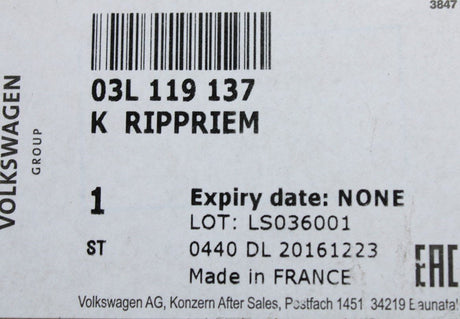 3847
VOLKSWAGEN
GROUP
03L 119 137
K RIPPRIEM
1
ST
Expiry date: NONE
LOT: LS036001
0440 DL 20161223
Made in FRANCE
EAC
Volkswagen AG, Konzern After Sales, Postfach 1451 34219 Baunatal